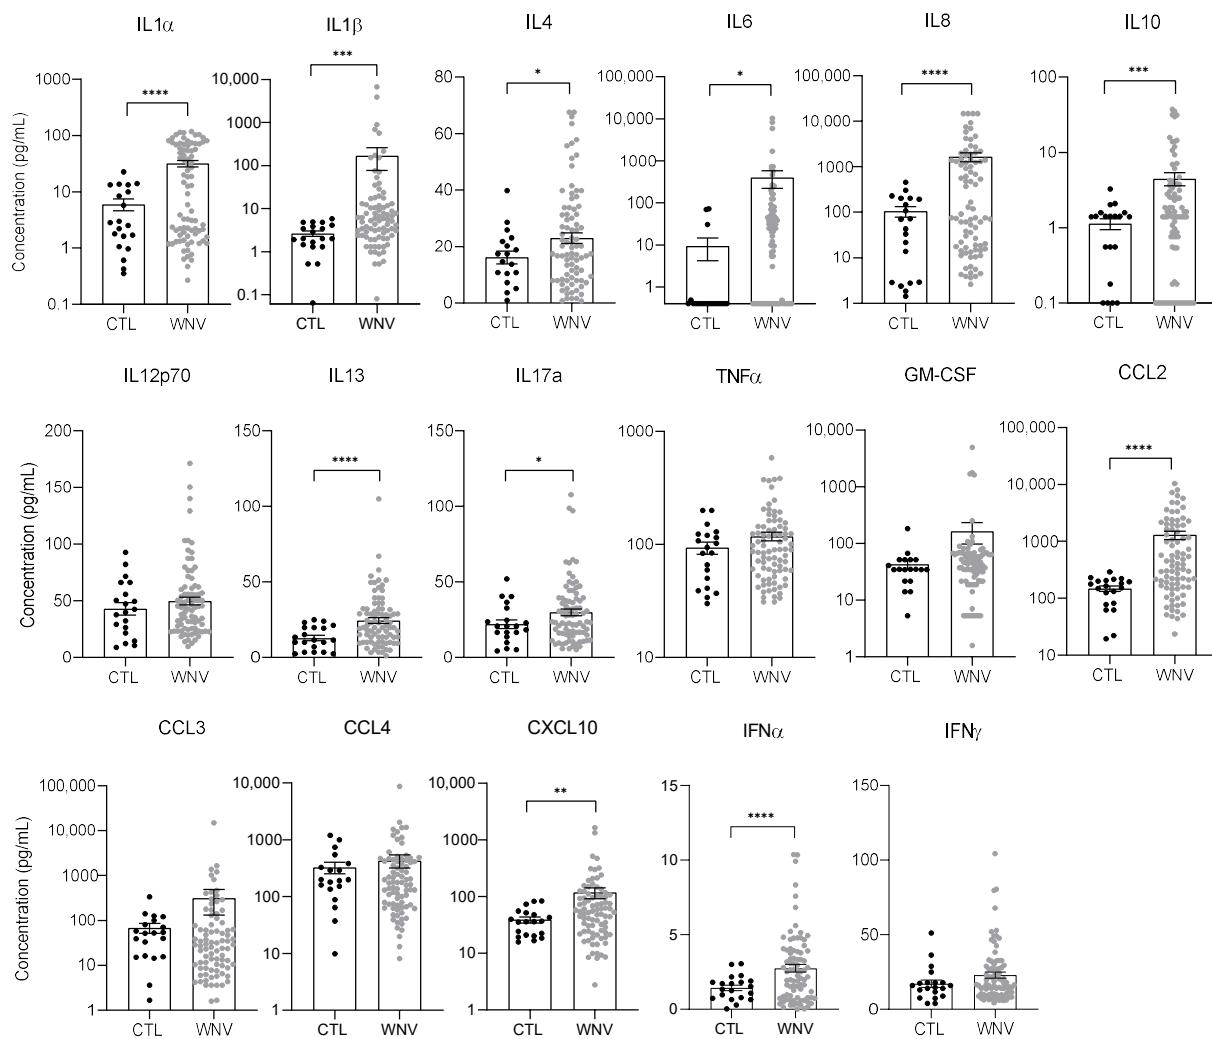 IL1α
IL1β
IL4
IL6
IL8
IL10
Concentration (pg/mL)
1000
100
10
1
0.1
****
CTL
WNV
10,000
1000
100
10
1
0.1
***
CTL
WNV
80
60
40
20
0
*
CTL
WNV
100,000
10,000
1000
100
10
1
*
CTL
WNV
100,000
10,000
1000
100
10
1
****
CTL
WNV
100
10
1
0.1
***
CTL
WNV
IL12p70
IL13
IL17a
TNFα
GM-CSF
CCL2
Concentration (pg/mL)
200
150
100
50
0
CTL
WNV
150
100
50
0
****
CTL
WNV
150
100
50
0
*
CTL
WNV
1000
100
10
CTL
WNV
10,000
1000
100
10
1
CTL
WNV
100,000
10,000
1000
100
10
****
CTL
WNV
CCL3
CCL4
CXCL10
IFNα
IFNγ
Concentration (pg/mL)
100,000
10,000
1000
100
10
1
CTL
WNV
10,000
1000
100
10
1
CTL
WNV
10,000
1000
100
10
1
**
CTL
WNV
15
10
5
0
****
CTL
WNV
150
100
50
0
CTL
WNV